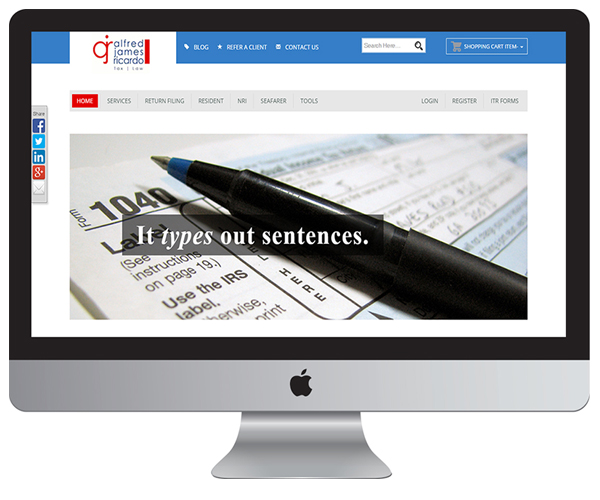 alfred
james
ricardo
tax | law
BLOG
REFER A CLIENT
CONTACT US
Search Here...
SHOPPING CART ITEM-
HOME
SERVICES
RETURN FILING
RESIDENT
NRI
SEAFARER
TOOLS
LOGIN
REGISTER
ITR FORMS
Share
Form 1040
Label
It types out sentences.
(See
instructions
on page 19.)
Use the IRS
label.
Otherwise,
print
HERE